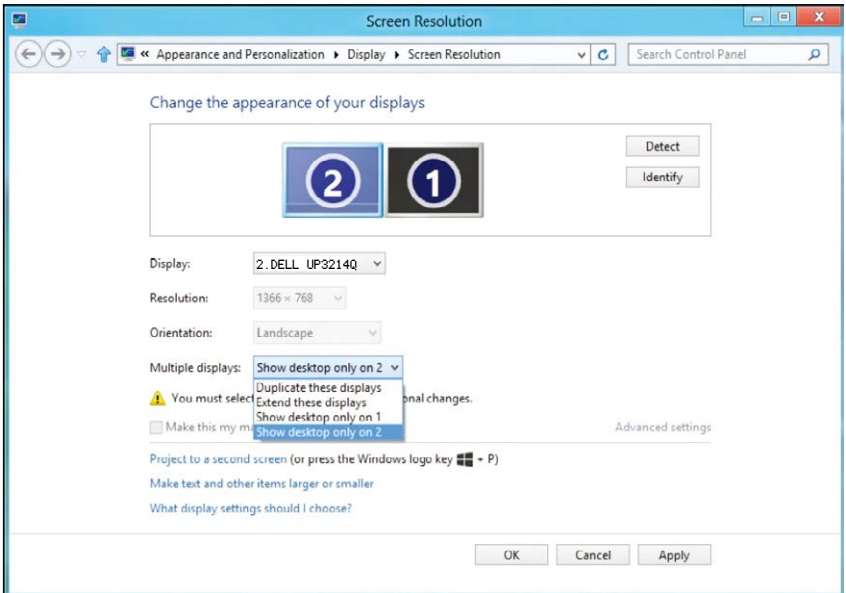 Screen Resolution
« Appearance and Personalization Display Screen Resolution
Search Control Panel
Change the appearance of your displays
2 1
Detect
Identify
Display: 2.DELL UP3214Q
Resolution: 1366 × 768
Orientation: Landscape
Multiple displays: Show desktop only on 2
Duplicate these displays
Extend these displays
Show desktop only on 1
Show desktop only on 2
You must selec nal changes.
Make this my m Advanced settings
Project to a second screen (or press the Windows logo key + P)
Make text and other items larger or smaller
What display settings should I choose?
OK Cancel Apply